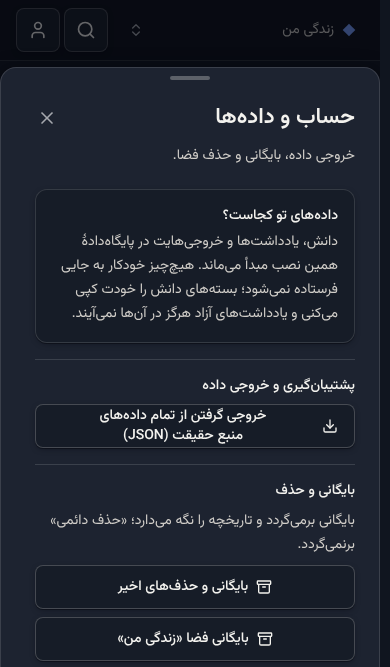 زندگی من
حساب و داده‌ها
خروجی داده، بایگانی و حذف فضا.
داده‌های تو کجاست؟
دانش، یادداشت‌ها و خروجی‌هایت در پایگاه‌دادهٔ
همین نصب مبدأ می‌ماند. هیچ‌چیز خودکار به جایی
فرستاده نمی‌شود؛ بسته‌های دانش را خودت کپی
می‌کنی و یادداشت‌های آزاد هرگز در آن‌ها نمی‌آیند.
پشتیبان‌گیری و خروجی داده
خروجی گرفتن از تمام داده‌های
منبع حقیقت (JSON)
بایگانی و حذف
بایگانی برمی‌گردد و تاریخچه را نگه می‌دارد؛ «حذف دائمی»
برنمی‌گردد.
بایگانی و حذف‌های اخیر
بایگانی فضا «زندگی من»